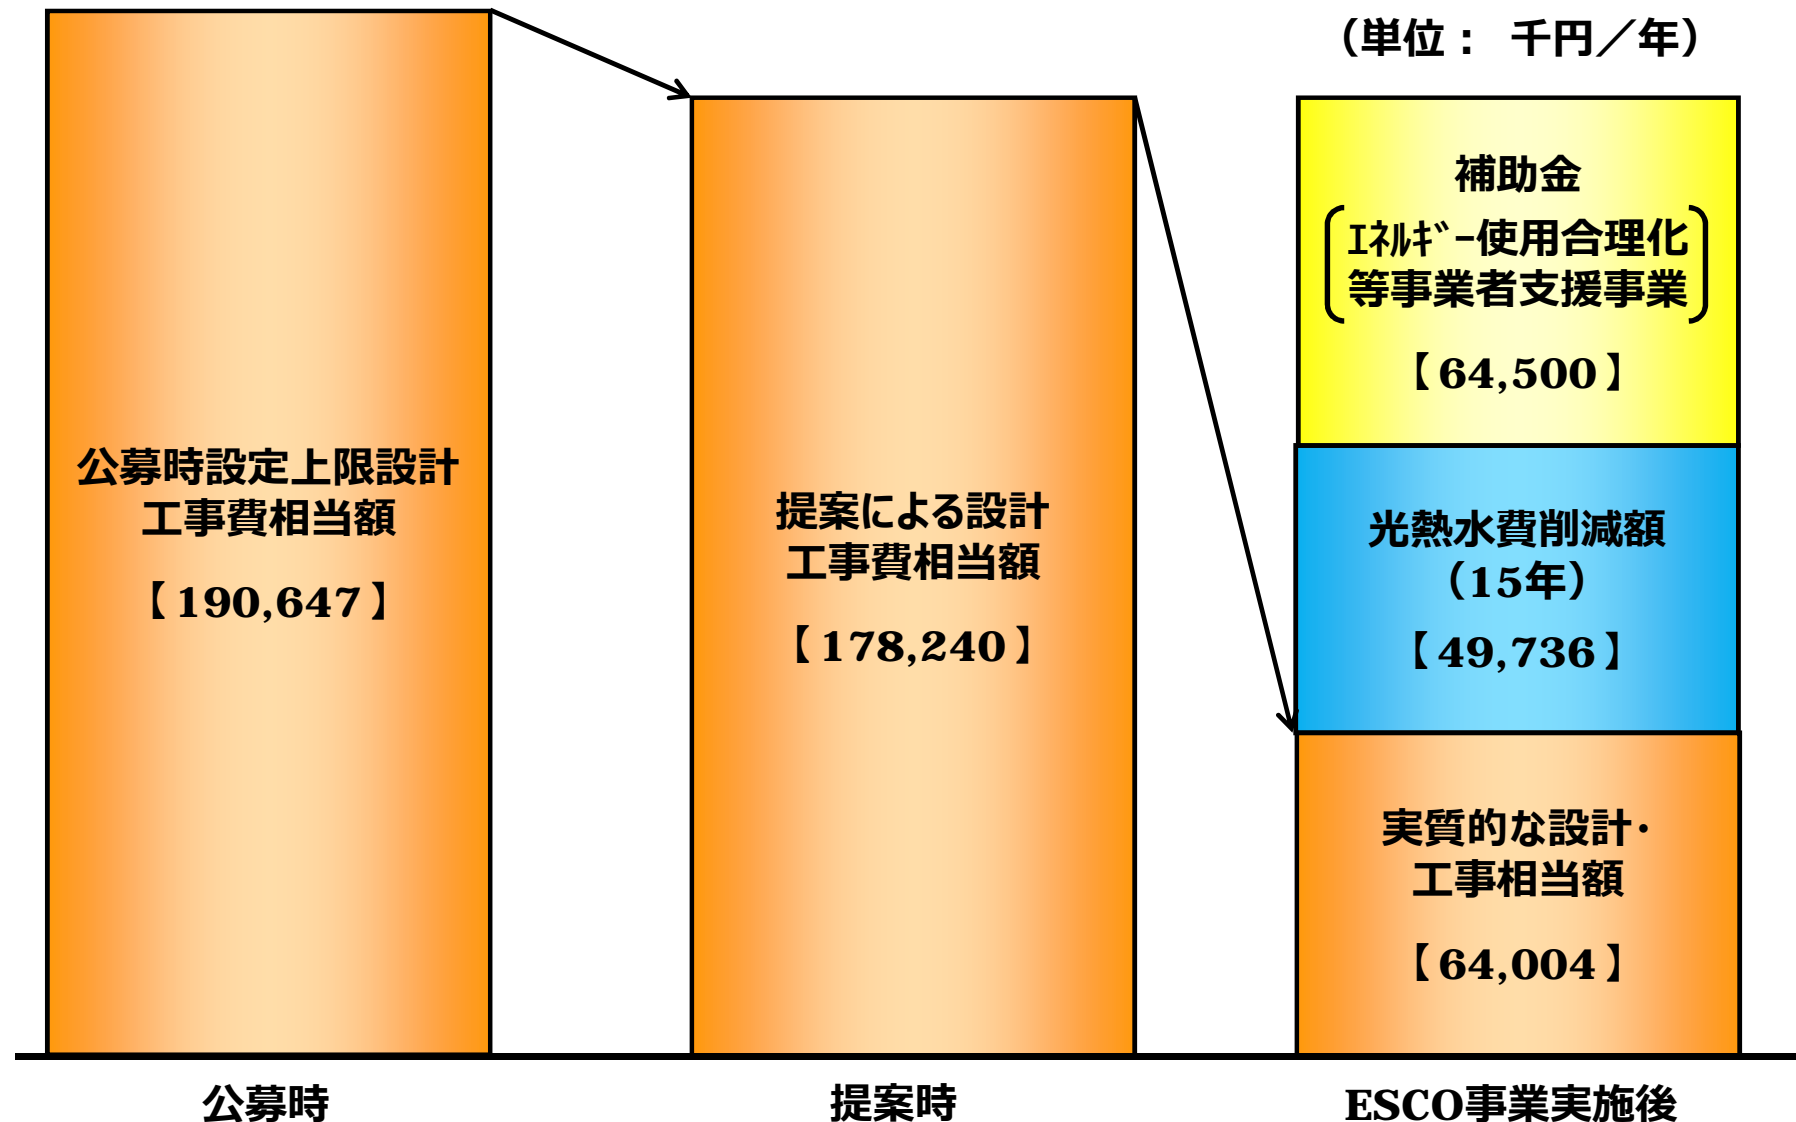 （単位： 千円／年）
公募時設定上限設計
工事費相当額
【190,647】
提案による設計
工事費相当額
【178,240】
補助金
ｴﾈﾙｷﾞｰ使用合理化
等事業者支援事業
【64,500】
光熱水費削減額
（15年）
【49,736】
実質的な設計・
工事相当額
【64,004】
公募時
提案時
ESCO事業実施後